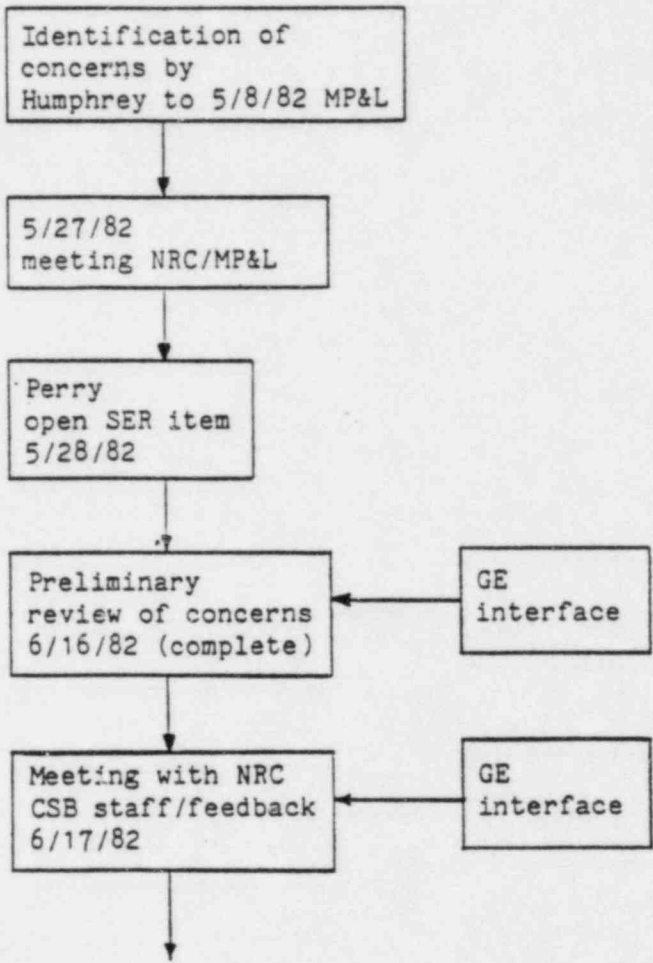 Identification of
concerns by
Humphrey to 5/8/82 MP&L
5/27/82
meeting NRC/MP&L
Perry
open SER item
5/28/82
Preliminary
review of concerns
6/16/82 (complete)
GE
interface
Meeting with NRC
CSB staff/feedback
6/17/82
GE
interface